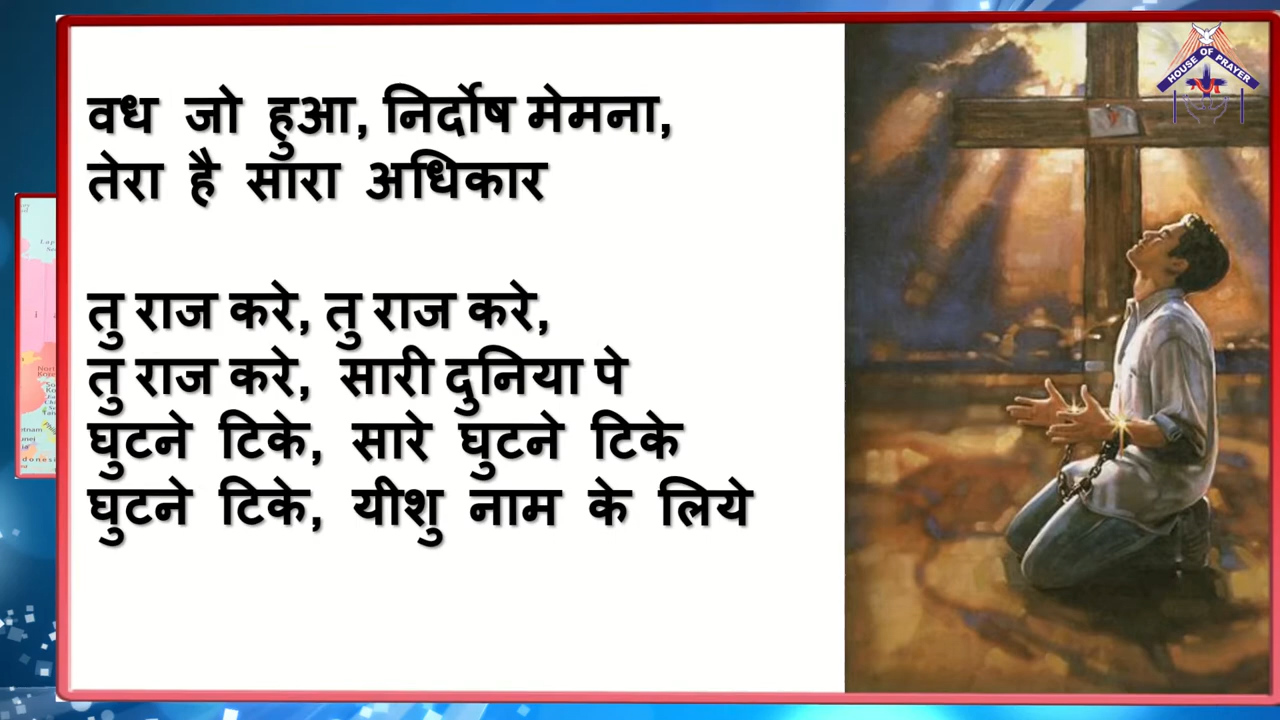 वध जो हुआ, निर्दोष मेमना,
तेरा है सारा अधिकार
तु राज करे, तु राज करे,
तु राज करे, सारी दुनिया पे
घुटने टिके, सारे घुटने टिके
घुटने टिके, यीशु नाम के लिये
HOUSE OF PRAYER